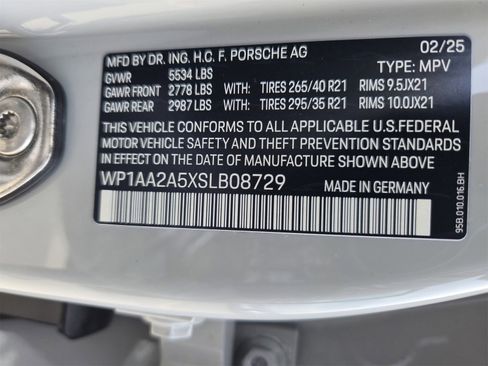 MFD BY DR. ING. H.C. F. PORSCHE AG 02/25
GVWR 5534 LBS TYPE: MPV
GAWR FRONT 2778 LBS WITH: TIRES 265/40 R21 RIMS 9.5JX21
GAWR REAR 2987 LBS WITH: TIRES 295/35 R21 RIMS 10.0JX21
THIS VEHICLE CONFORMS TO ALL APPLICABLE U.S.FEDERAL
MOTOR VEHICLE SAFETY AND THEFT PREVENTION STANDARDS
IN EFFECT ON THE DATE OF MANUFACTURE SHOWN ABOVE.
WP1AA2A5XSLB08729 MADE IN GERMANY
95B.010.016.BH